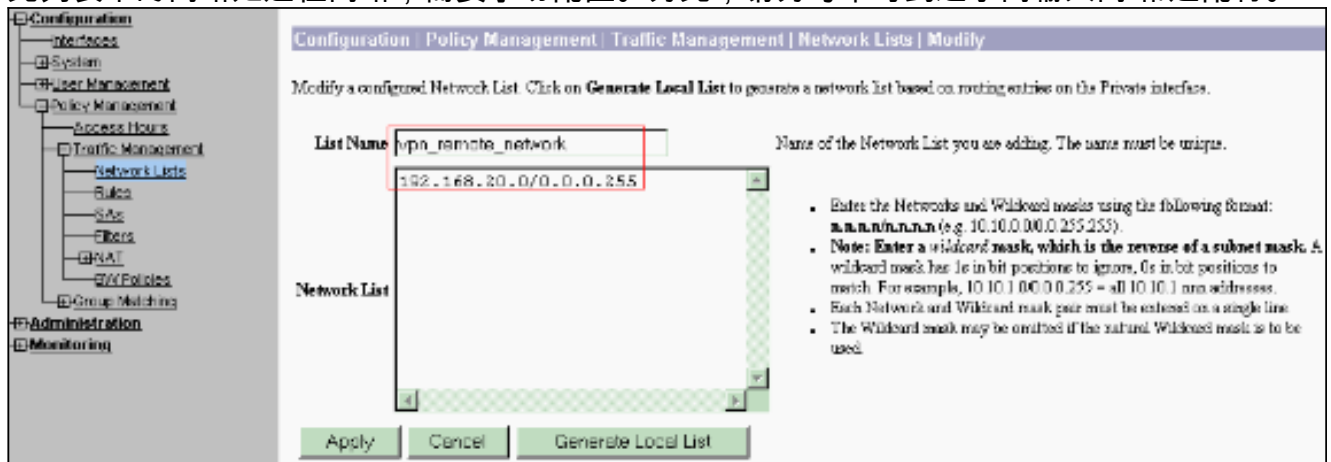 Configuration
Interfaces
System
User Management
Policy Management
Access Hours
Traffic Management
Network Lists
Rules
SAs
Filters
NAT
BW Policies
Group Matching
Administration
Monitoring
Configuration | Policy Management | Traffic Management | Network Lists | Modify
Modify a configured Network List. Click on Generate Local List to generate a network list based on routing entries on the Private interface.
List Name
vpn_remote_network
Name of the Network List you are adding. The name must be unique.
Network List
192.168.20.0/0.0.0.255
• Enter the Networks and Wildcard masks using the following format:
n.n.n.n/n.n.n.n (e.g. 10.10.0.0/0.0.255.255).
• Note: Enter a wildcard mask, which is the reverse of a subnet mask. A
wildcard mask has 1s in bit positions to ignore, 0s in bit positions to
match. For example, 10.10.1.0/0.0.0.255 = all 10.10.1.nnn addresses.
• Each Network and Wildcard mask pair must be entered on a single line.
• The Wildcard mask may be omitted if the natural Wildcard mask is to be
used.
Apply
Cancel
Generate Local List